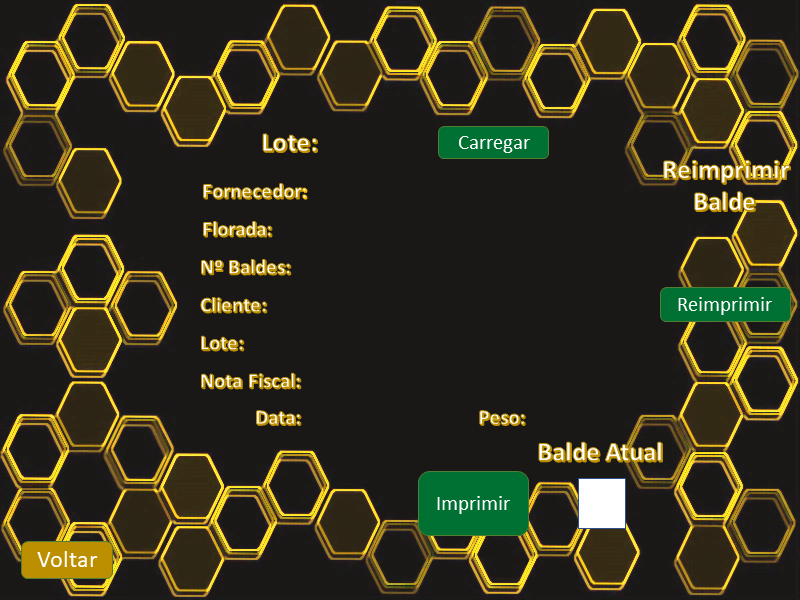 Lote:
Carregar
Reimprimir
Balde
Fornecedor:
Florada:
Nº Baldes:
Cliente:
Reimprimir
Lote:
Nota Fiscal:
Data:
Peso:
Balde Atual
Imprimir
Voltar